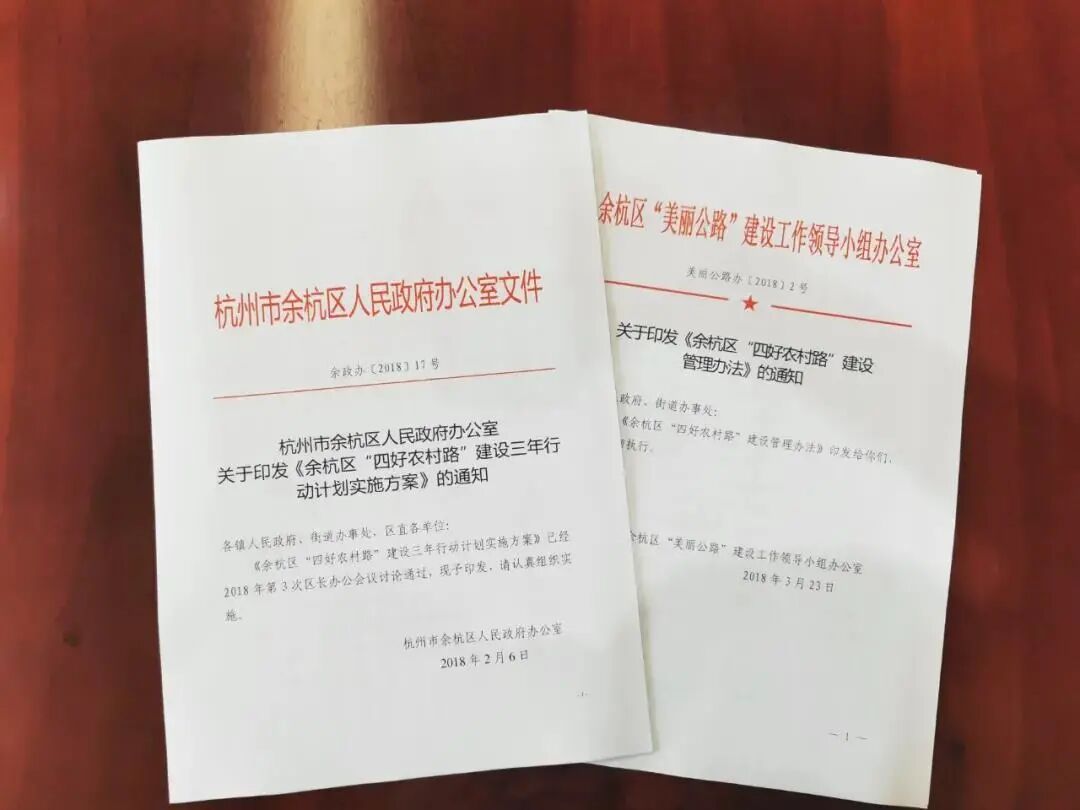 杭州市余杭区人民政府办公室文件
余政办〔2018〕17号
杭州市余杭区人民政府办公室
关于印发《余杭区“四好农村路”建设三年行
动计划实施方案》的通知
各镇人民政府、街道办事处，区直各单位：
《余杭区“四好农村路”建设三年行动计划实施方案》已经
2018年第3次区长办公会议讨论通过，现予印发，请认真组织实
施。
杭州市余杭区人民政府办公室
2018年2月6日
-1-
余杭区“美丽公路”建设工作领导小组办公室
美丽公路办〔2018〕2号
关于印发《余杭区“四好农村路”建设
管理办法》的通知
政府、街道办事处：
《余杭区“四好农村路”建设管理办法》印发给你们，
执行。
余杭区“美丽公路”建设工作领导小组办公室
2018年3月23日
— 1 —